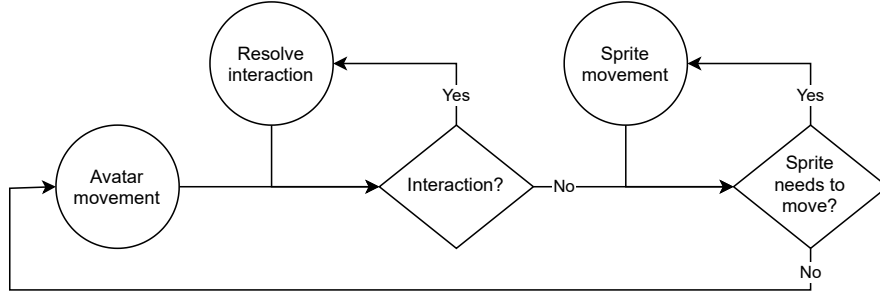 Resolve
interaction
Sprite
movement
Yes
Yes
Avatar
movement
Interaction?
No
Sprite
needs to
move?
No